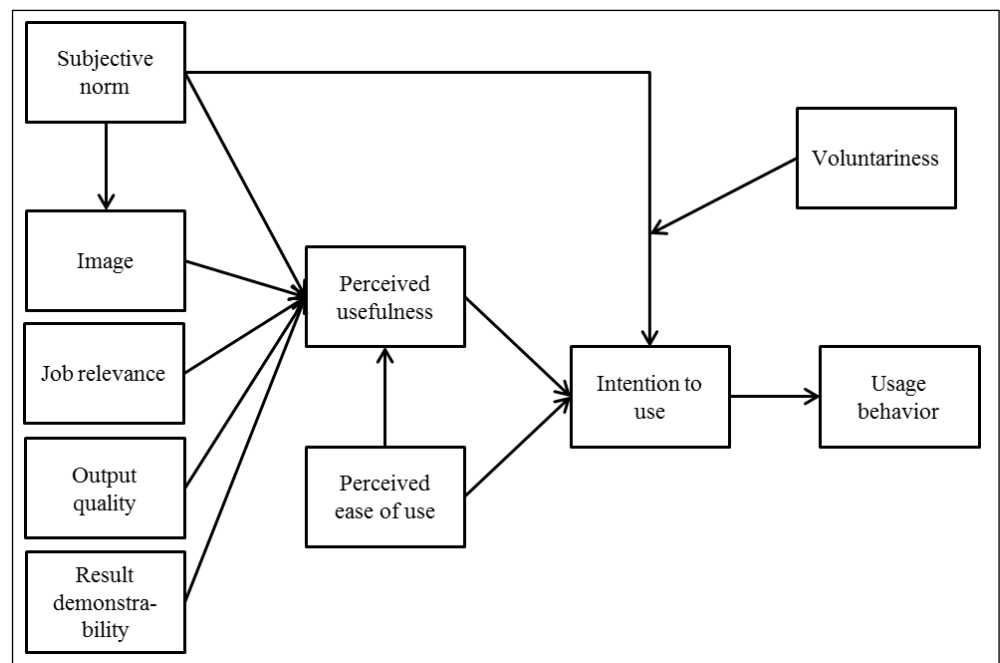 Subjective
norm
Voluntariness
Image
Perceived
usefulness
Job relevance
Intention to
use
Usage
behavior
Output
quality
Perceived
ease of use
Result
demonstra-
bility